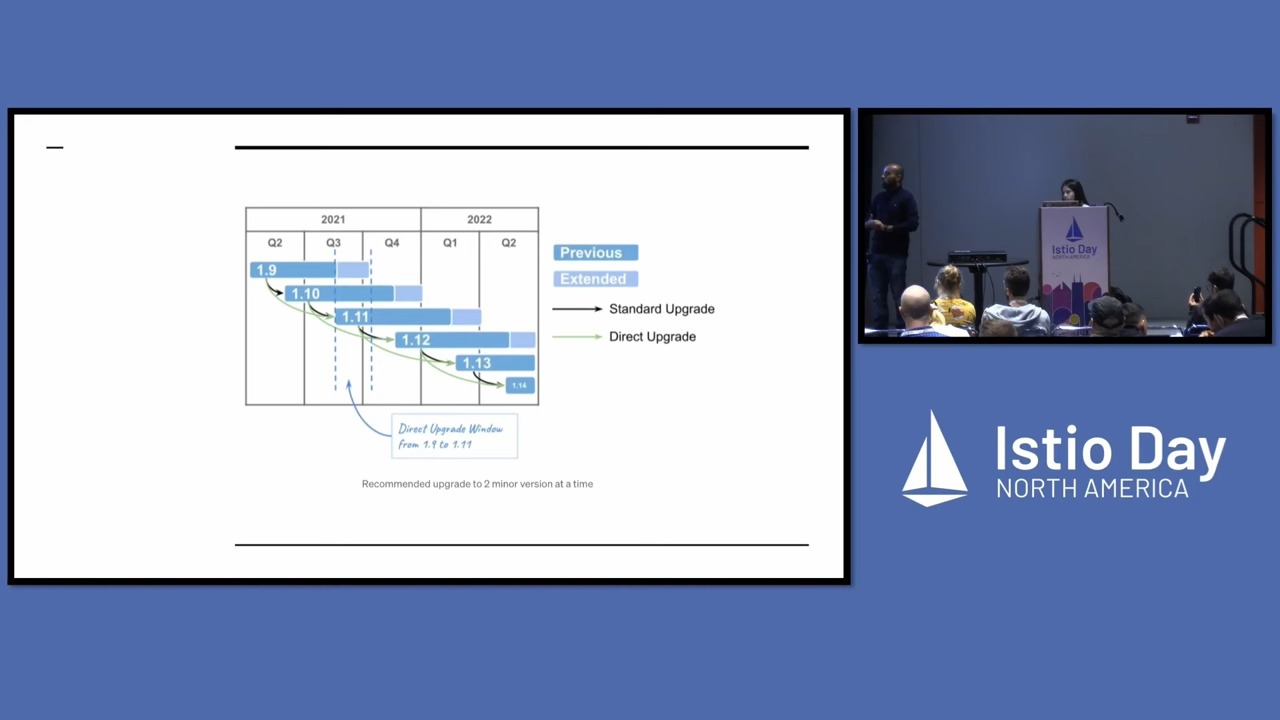 2021
2022
Q2
Q3
Q4
Q1
Q2
1.9
1.10
1.11
1.12
1.13
1.14
Previous
Extended
Standard Upgrade
Direct Upgrade
Direct Upgrade Window
from 1.9 to 1.11
Recommended upgrade to 2 minor version at a time
Istio Day
NORTH AMERICA
Istio Day
NORTH AMERICA